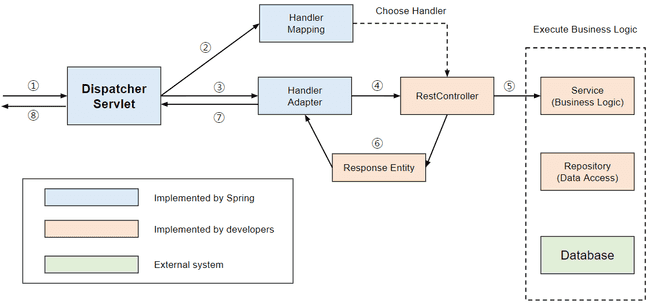 Choose Handler
Handler
Mapping
Execute Business Logic
②
①
Dispatcher
Servlet
③
Handler
Adapter
④
RestController
⑤
Service
(Business Logic)
⑧
⑦
⑥
Response Entity
Repository
(Data Access)
Implemented by Spring
Implemented by developers
External system
Database